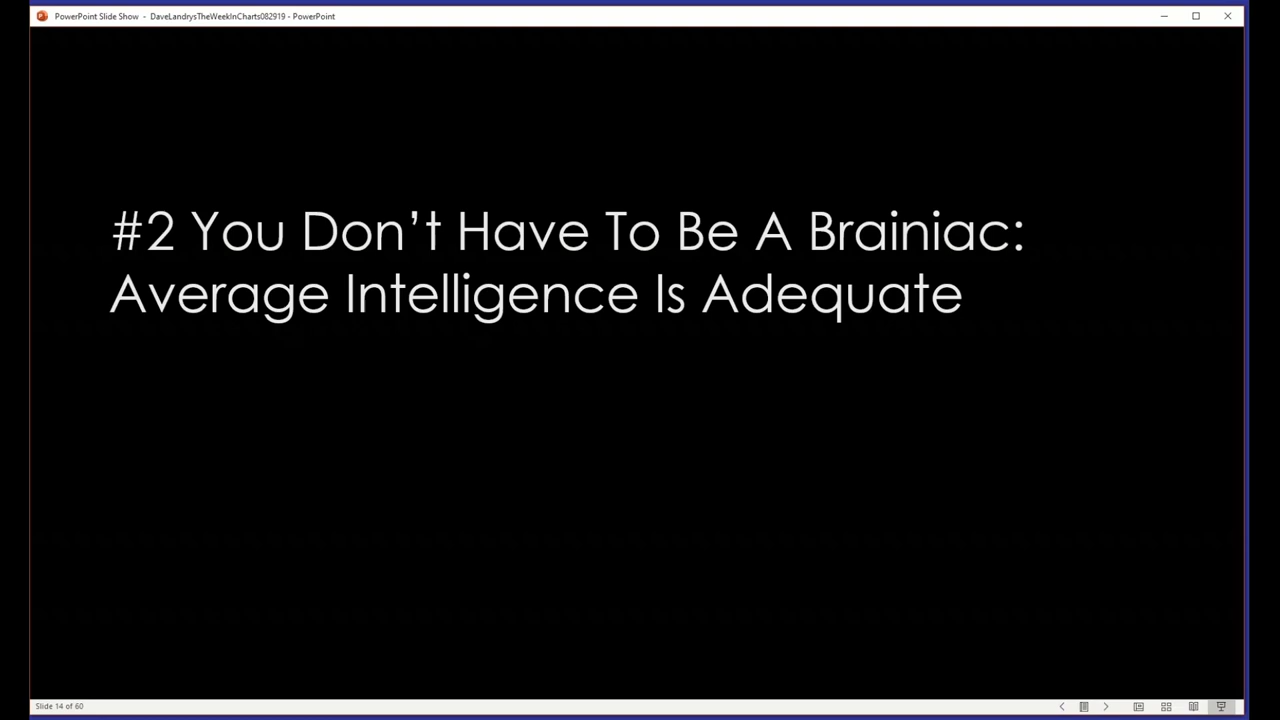 PowerPoint Slide Show - DaveLandrysTheWeekInCharts082919 - PowerPoint
#2 You Don’t Have To Be A Brainiac:
Average Intelligence Is Adequate
Slide 14 of 60